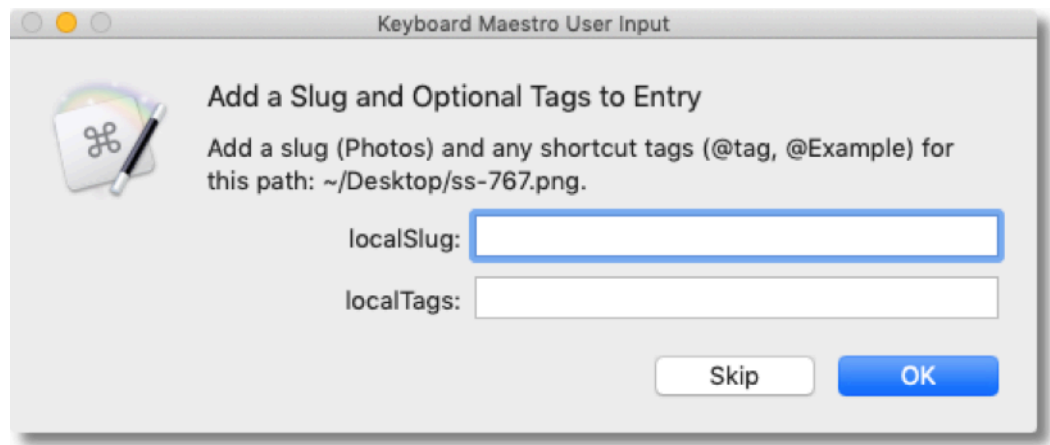 Keyboard Maestro User Input
Add a Slug and Optional Tags to Entry
Add a slug (Photos) and any shortcut tags (@tag, @Example) for
this path: ~/Desktop/ss-767.png.
localSlug:
localTags:
Skip OK